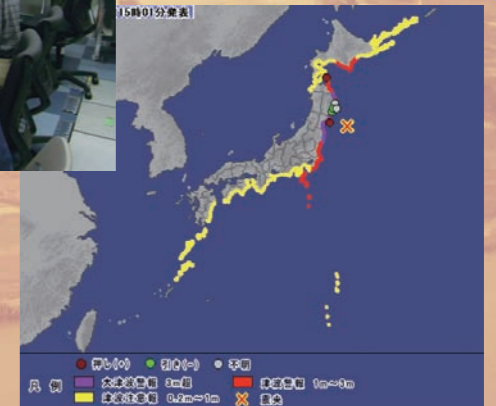 15時01分発表
押し(+) 引き(-) 不明
凡 例 大津波警報 3m超 津波警報 1m〜3m
津波注意報 0.2m〜1m 震央